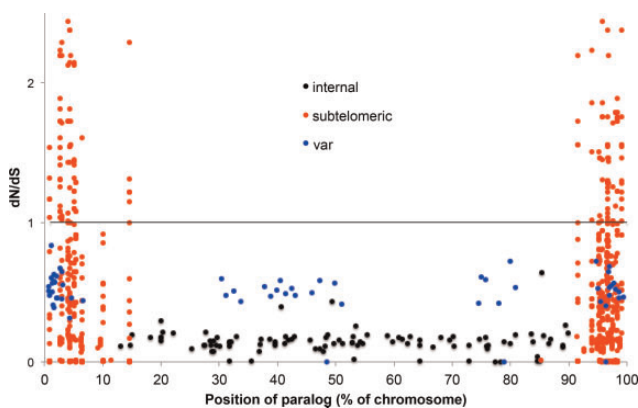 2
internal
subtelomeric
var
dN/dS
1
0
0 10 20 30 40 50 60 70 80 90 100
Position of paralog (% of chromosome)